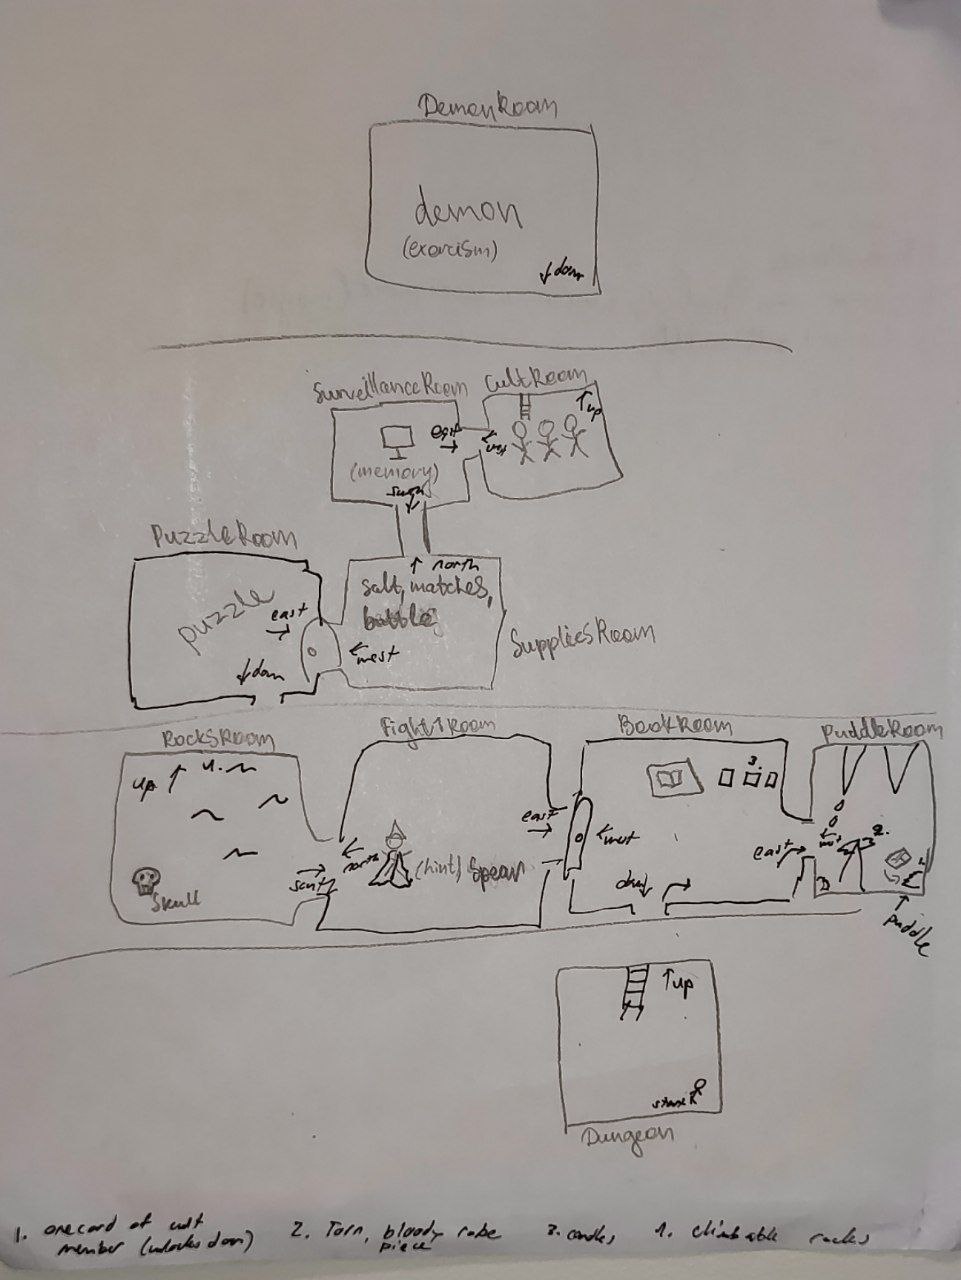 DemonRoom
demon
(exorcism)
↓down
SurveillanceRoom
CultRoom
↑up
east
→
←
west
(memory)
south
↓
PuzzleRoom
↑ north
salt, matches,
bottles
puzzle
east
→
←west
↓down
SuppliesRoom
RocksRoom
Fight1Room
BookRoom
PuddleRoom
up ↑
4.
3.
east
→
←west
←
north
(hint) Spear
south
→
Skull
east
←
west
2.
1.
down↓
puddle
↑up
start
Dungeon
1. onecard of cult
member (unlocks door)
2. Torn, bloody robe
piece
3. candles
4. climbable rocks